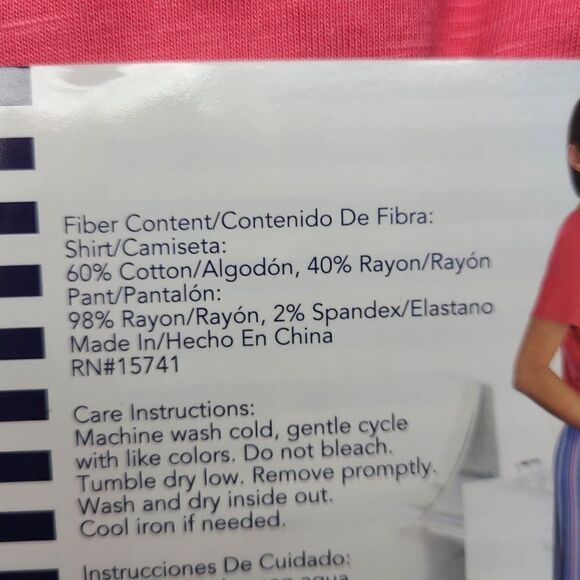 Fiber Content/Contenido De Fibra:
Shirt/Camiseta:
60% Cotton/Algodón, 40% Rayon/Rayón
Pant/Pantalón:
98% Rayon/Rayón, 2% Spandex/Elastano
Made In/Hecho En China
RN#15741
Care Instructions:
Machine wash cold, gentle cycle
with like colors. Do not bleach.
Tumble dry low. Remove promptly.
Wash and dry inside out.
Cool iron if needed.
Instrucciones De Cuidado:
agua